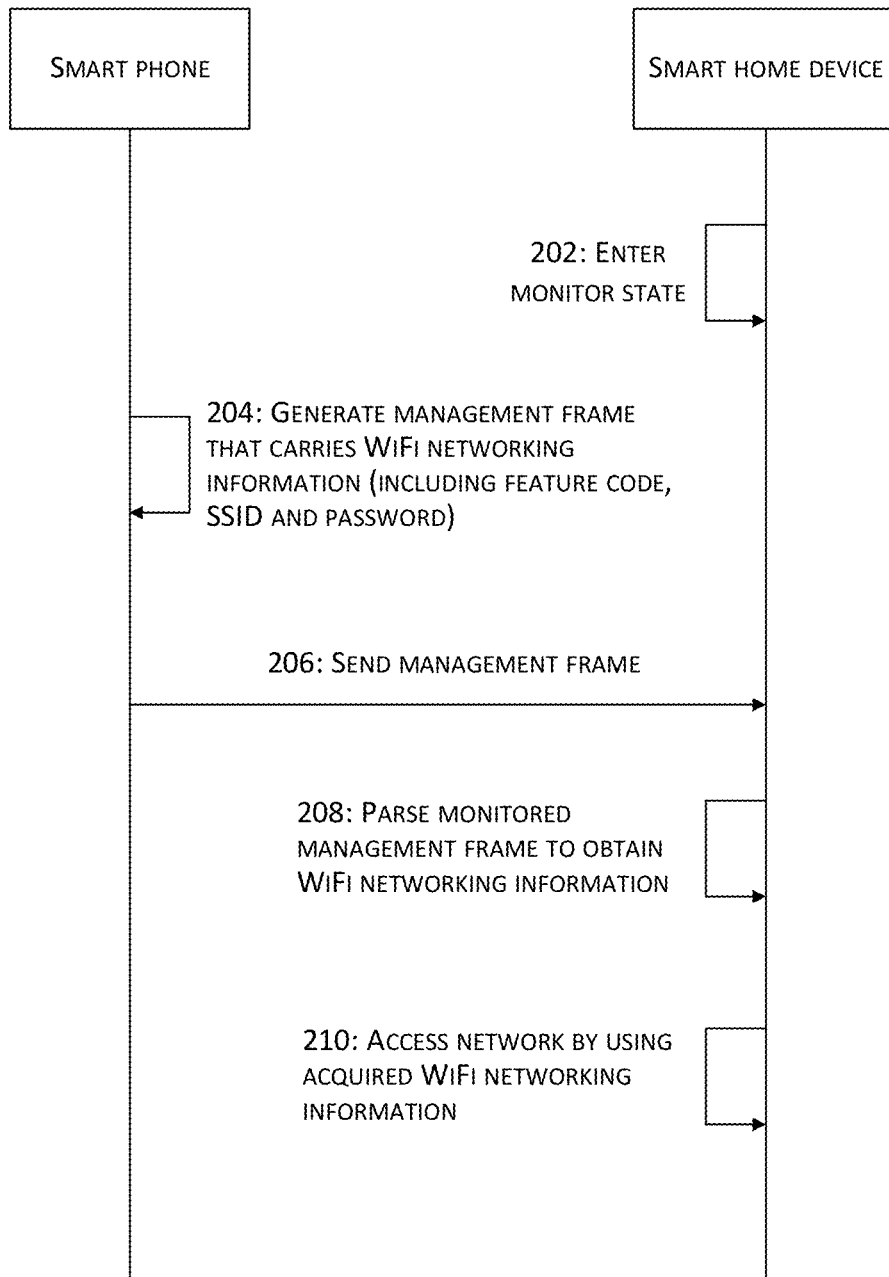 SMART PHONE
SMART HOME DEVICE
202: ENTER
MONITOR STATE
204: GENERATE MANAGEMENT FRAME
THAT CARRIES WIFI NETWORKING
INFORMATION (INCLUDING FEATURE CODE,
SSID AND PASSWORD)
206: SEND MANAGEMENT FRAME
208: PARSE MONITORED
MANAGEMENT FRAME TO OBTAIN
WIFI NETWORKING INFORMATION
210: ACCESS NETWORK BY USING
ACQUIRED WIFI NETWORKING
INFORMATION